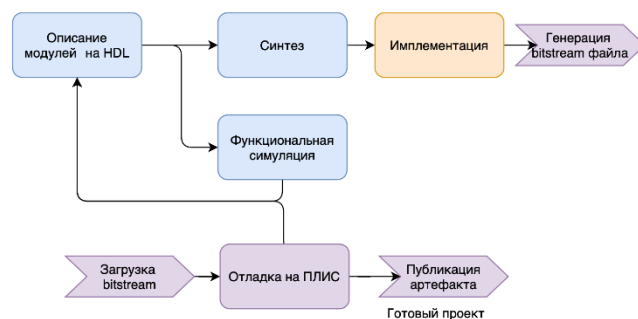 Описание
модулей на HDL
Синтез
Имплементация
Генерация
bitstream файла
Функциональная
симуляция
Загрузка
bitstream
Отладка на ПЛИС
Публикация
артефакта
Готовый проект